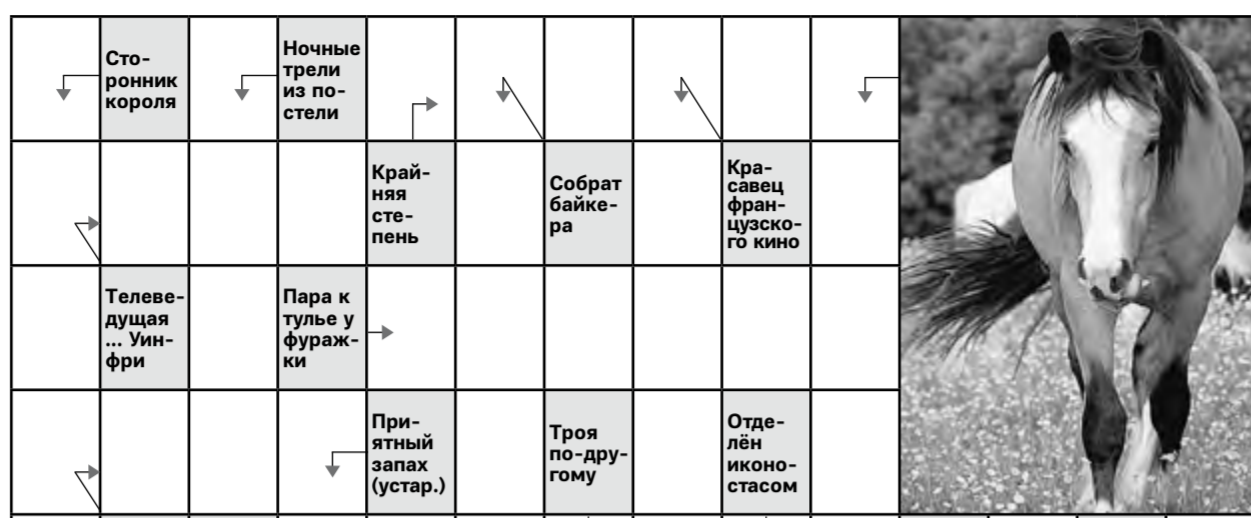 Сто-
ронник
короля
Ночные
трели
из по-
стели
Край-
няя
сте-
пень
Собрат
байке-
ра
Кра-
савец
фран-
цузско-
го кино
Телеве-
дущая
... Уин-
фри
Пара к
тулье у
фураж-
ки
При-
ятный
запах
(устар.)
Троя
по-дру-
гому
Отде-
лён
иконо-
стасом